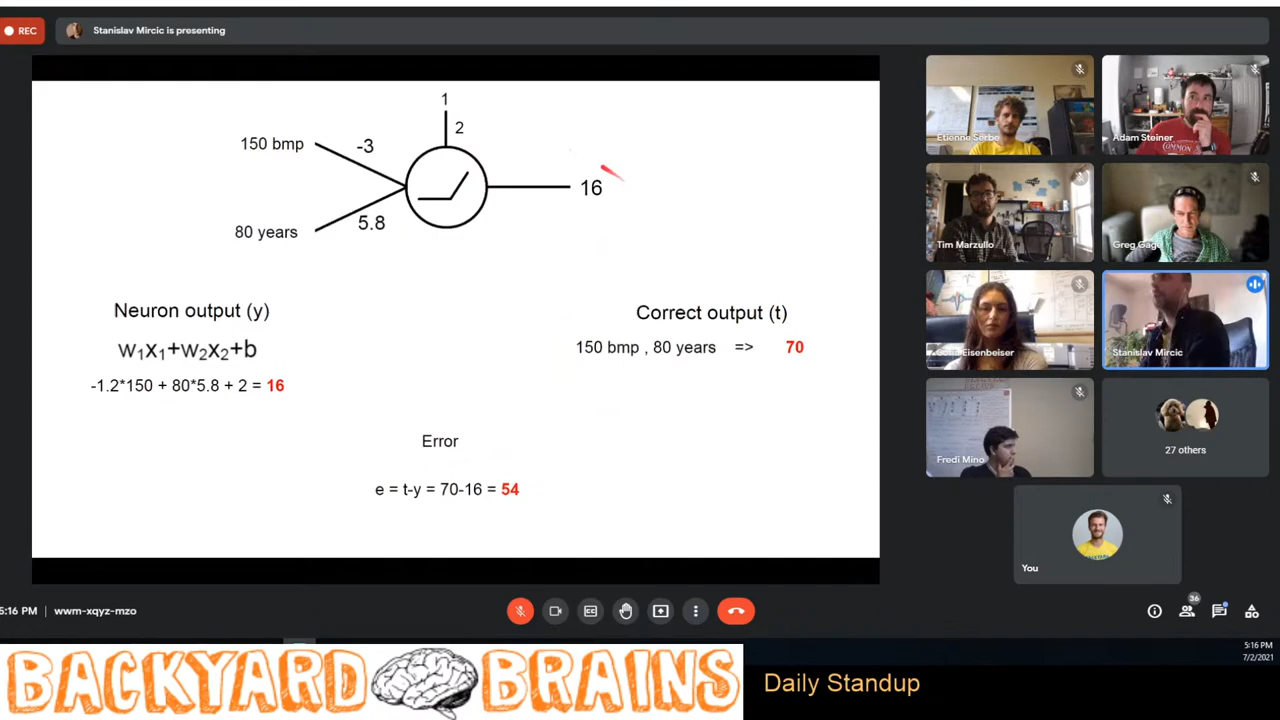 REC
Stanislav Mircic is presenting
1
2
150 bmp
-3
16
5.8
80 years
Neuron output (y)
w1x1+w2x2+b
-1.2*150 + 80*5.8 + 2 = 16
Correct output (t)
150 bmp , 80 years => 70
Error
e = t-y = 70-16 = 54
Etienne Serbe
Adam Steiner
COMMON
Tim Marzullo
Greg Gage
Eisenbeiser
Stanislav Mircic
Fredi Mino
27 others
You
5:16 PM
wwm-xqyz-mzo
36
5:16 PM
7/2/2021
BACKYARD BRAINS
Daily Standup